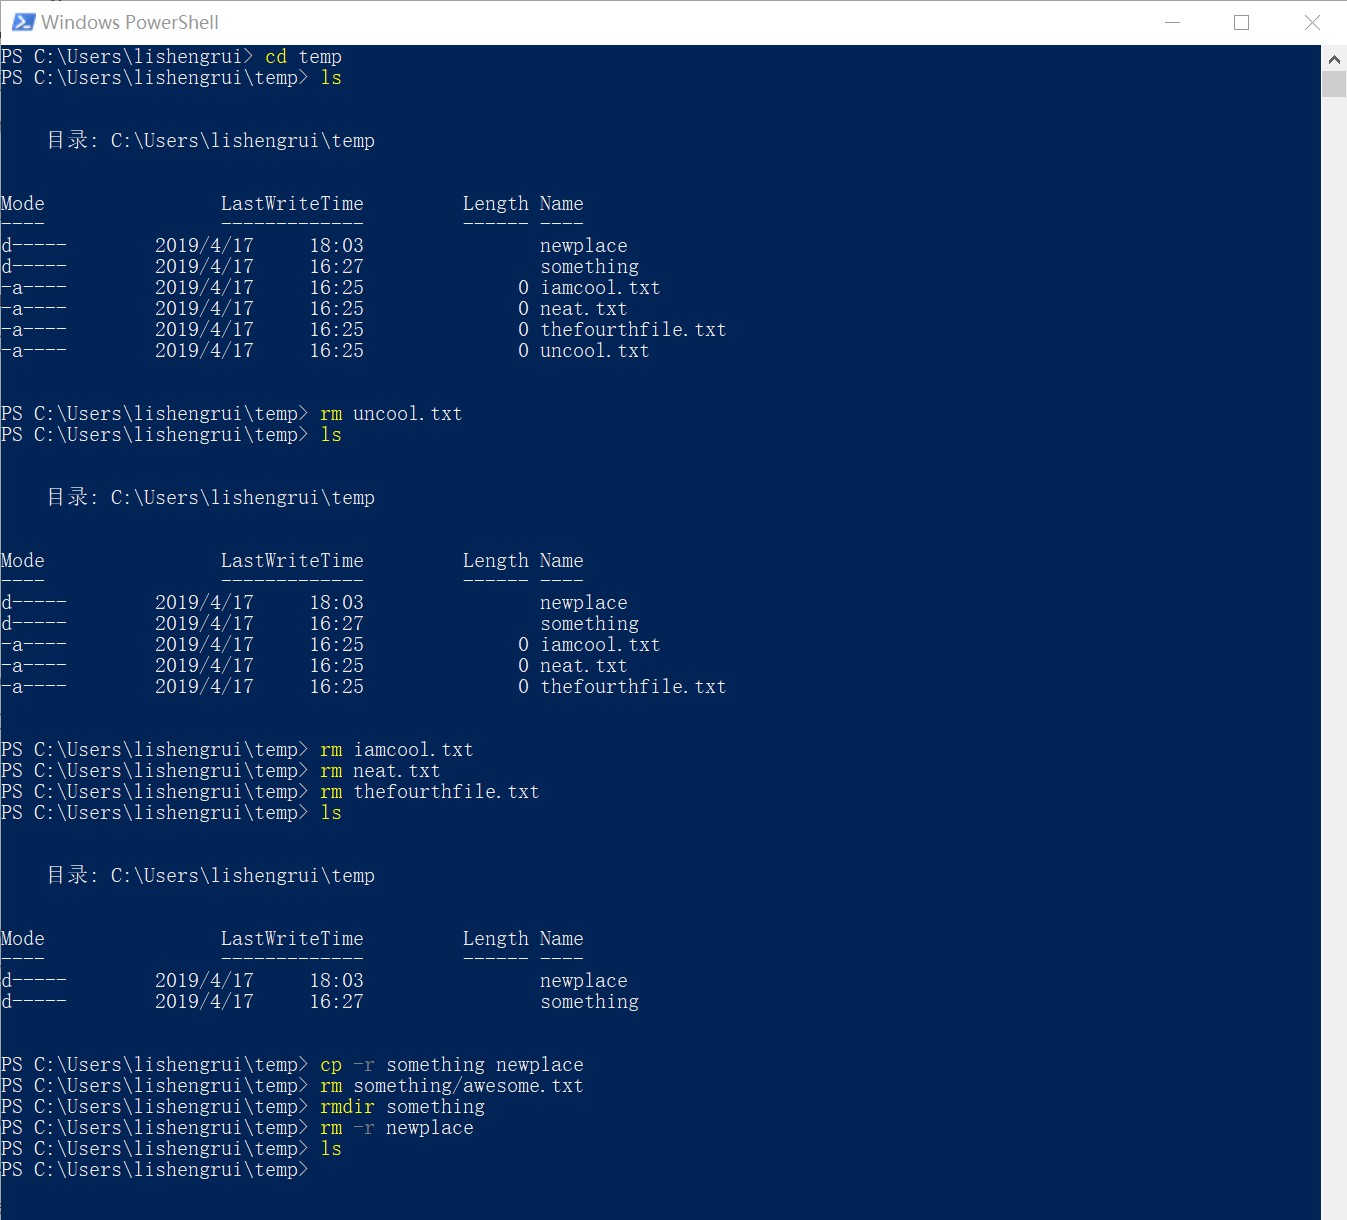 Windows PowerShell
PS C:\Users\lishengrui> cd temp
PS C:\Users\lishengrui\temp> ls
目录: C:\Users\lishengrui\temp
Mode                LastWriteTime         Length Name
----                -------------         ------ ----
d-----        2019/4/17     18:03                newplace
d-----        2019/4/17     16:27                something
-a----        2019/4/17     16:25              0 iamcool.txt
-a----        2019/4/17     16:25              0 neat.txt
-a----        2019/4/17     16:25              0 thefourthfile.txt
-a----        2019/4/17     16:25              0 uncool.txt
PS C:\Users\lishengrui\temp> rm uncool.txt
PS C:\Users\lishengrui\temp> ls
目录: C:\Users\lishengrui\temp
Mode                LastWriteTime         Length Name
----                -------------         ------ ----
d-----        2019/4/17     18:03                newplace
d-----        2019/4/17     16:27                something
-a----        2019/4/17     16:25              0 iamcool.txt
-a----        2019/4/17     16:25              0 neat.txt
-a----        2019/4/17     16:25              0 thefourthfile.txt
PS C:\Users\lishengrui\temp> rm iamcool.txt
PS C:\Users\lishengrui\temp> rm neat.txt
PS C:\Users\lishengrui\temp> rm thefourthfile.txt
PS C:\Users\lishengrui\temp> ls
目录: C:\Users\lishengrui\temp
Mode                LastWriteTime         Length Name
----                -------------         ------ ----
d-----        2019/4/17     18:03                newplace
d-----        2019/4/17     16:27                something
PS C:\Users\lishengrui\temp> cp -r something newplace
PS C:\Users\lishengrui\temp> rm something/awesome.txt
PS C:\Users\lishengrui\temp> rmdir something
PS C:\Users\lishengrui\temp> rm -r newplace
PS C:\Users\lishengrui\temp> ls
PS C:\Users\lishengrui\temp>